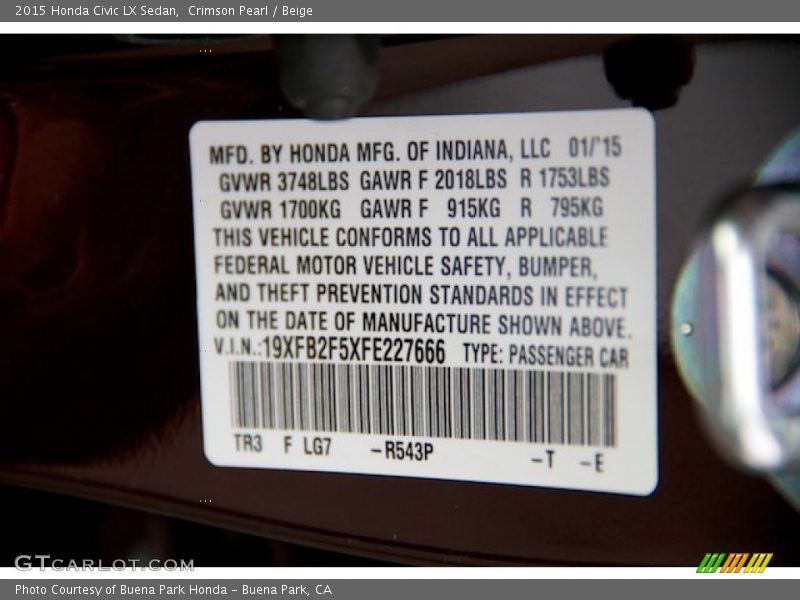 2015 Honda Civic LX Sedan,  Crimson Pearl / Beige
MFD. BY HONDA MFG. OF INDIANA, LLC 01/'15
GVWR 3748LBS GAWR F 2018LBS R 1753LBS
GVWR 1700KG GAWR F 915KG R 795KG
THIS VEHICLE CONFORMS TO ALL APPLICABLE
FEDERAL MOTOR VEHICLE SAFETY, BUMPER,
AND THEFT PREVENTION STANDARDS IN EFFECT
ON THE DATE OF MANUFACTURE SHOWN ABOVE.
V.I.N.:19XFB2F5XFE227666 TYPE: PASSENGER CAR
TR3 F LG7 -R543P -T -E
GTCARLOT.COM
Photo Courtesy of Buena Park Honda - Buena Park, CA